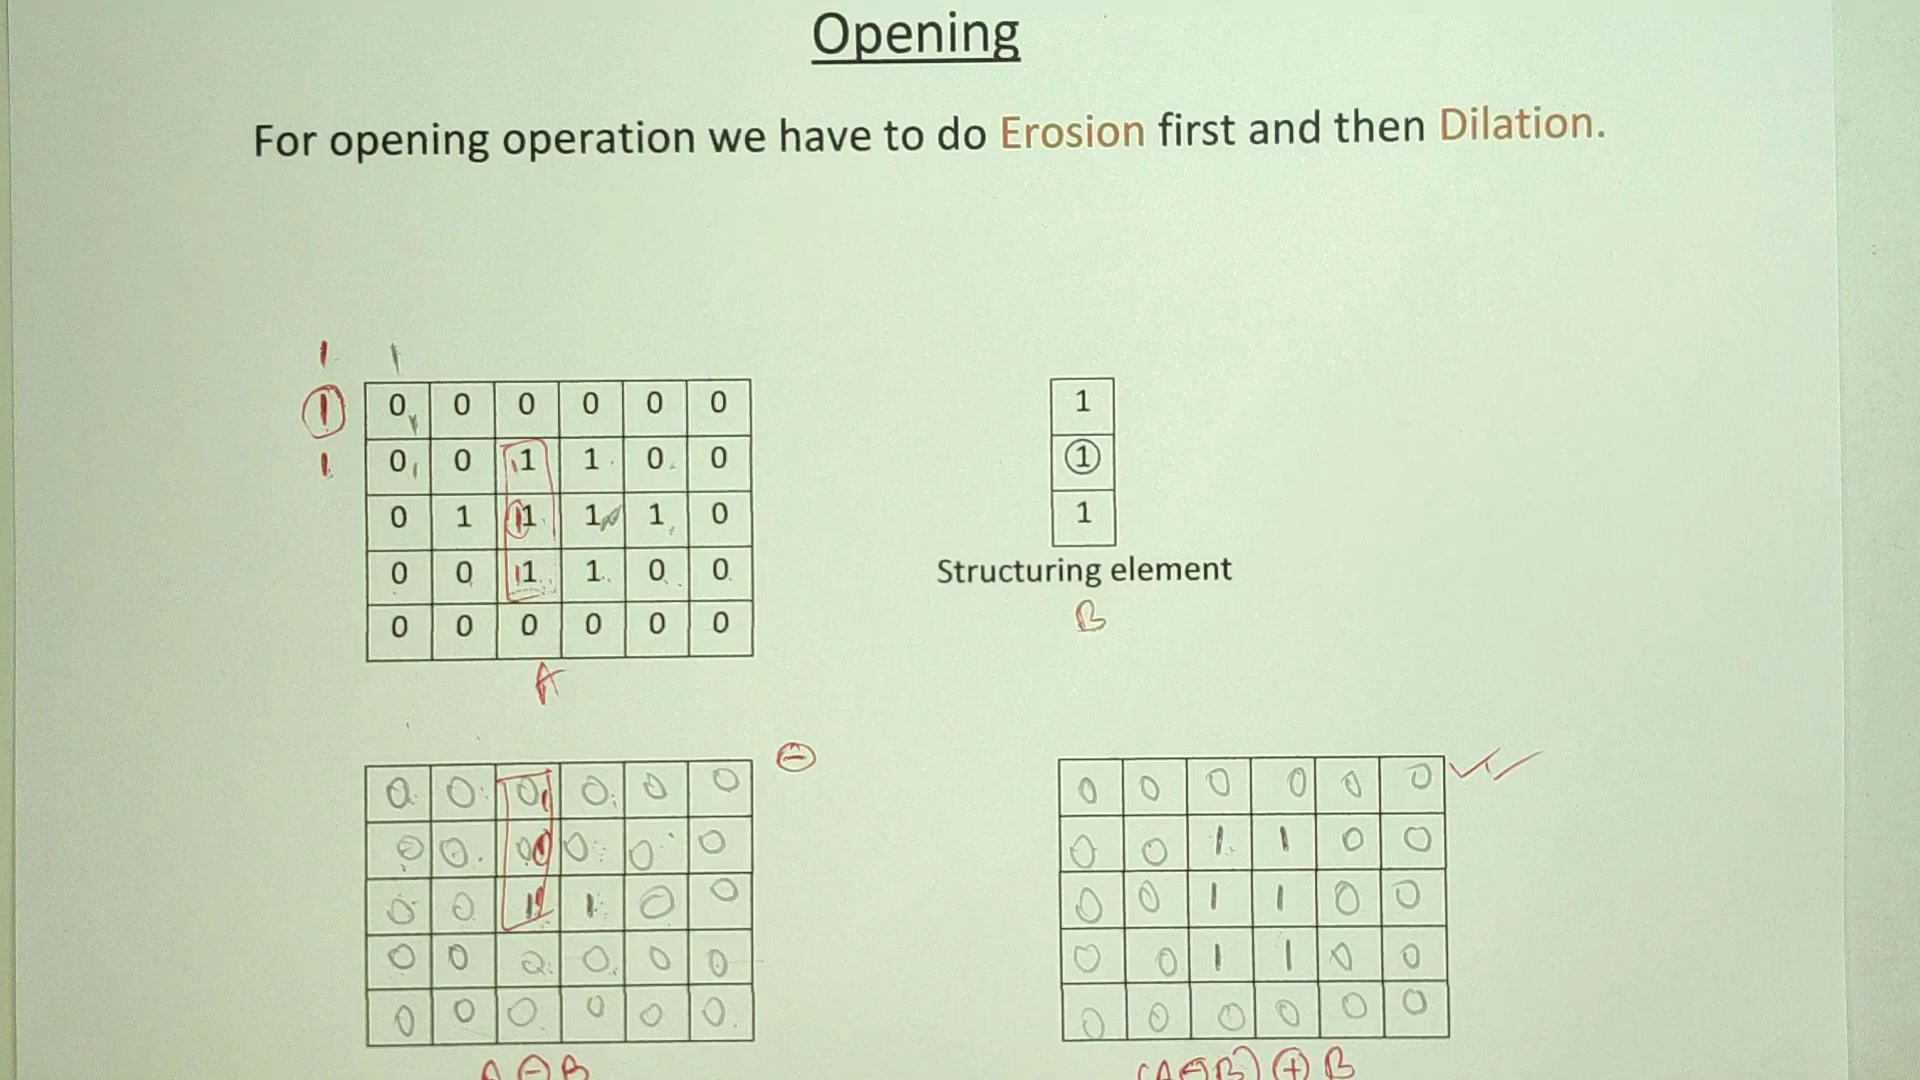 Opening
For opening operation we have to do Erosion first and then Dilation.
1 1
1 0 0 0 0 0 0
1 0 0 1 1 0 0
0 1 1 1 1 0
0 0 1 1 0 0
0 0 0 0 0 0
A
1
1
1
Structuring element
B
⊖
0 0 0 0 0 0
0 0 0 0 0 0
0 0 1 1 0 0
0 0 0 0 0 0
0 0 0 0 0 0
A ⊖ B
0 0 0 0 0 0
0 0 1 1 0 0
0 0 1 1 0 0
0 0 1 1 0 0
0 0 0 0 0 0
(A ⊖ B) ⊕ B